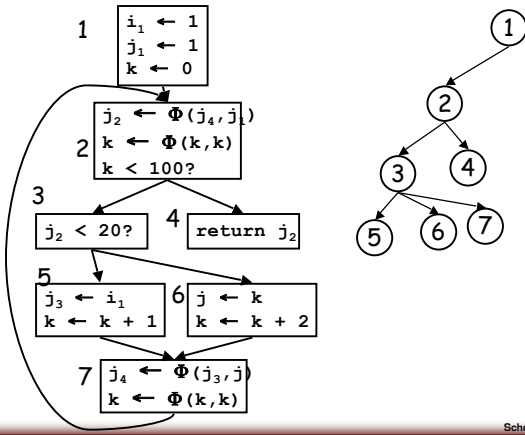 1
i₁ ← 1
j₁ ← 1
k ← 0
2
j₂ ← Φ(j₄,j₁)
k ← Φ(k,k)
k < 100?
3
j₂ < 20?
4
return j₂
5
j₃ ← i₁
k ← k + 1
6
j ← k
k ← k + 2
7
j₄ ← Φ(j₃,j)
k ← Φ(k,k)
1
2
3
4
5
6
7